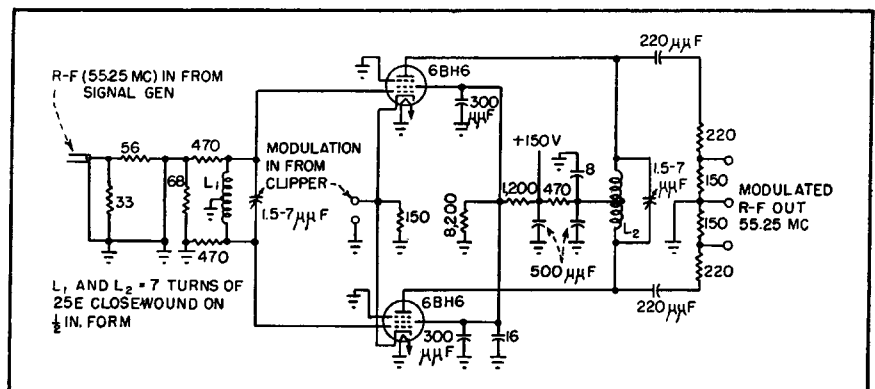 R-F (55.25 MC) IN FROM
SIGNAL GEN
56
470
33
68
L₁
470
1.5-7μμF
MODULATION
IN FROM
CLIPPER
150
6BH6
300
μμF
+150V
8
1,200
470
8,200
500μμF
220μμF
1.5-7
μμF
L₂
220
150
MODULATED
R-F OUT
55.25 MC
150
220
220μμF
6BH6
300
μμF
16
L₁ AND L₂ = 7 TURNS OF
25E CLOSEWOUND ON
½ IN. FORM